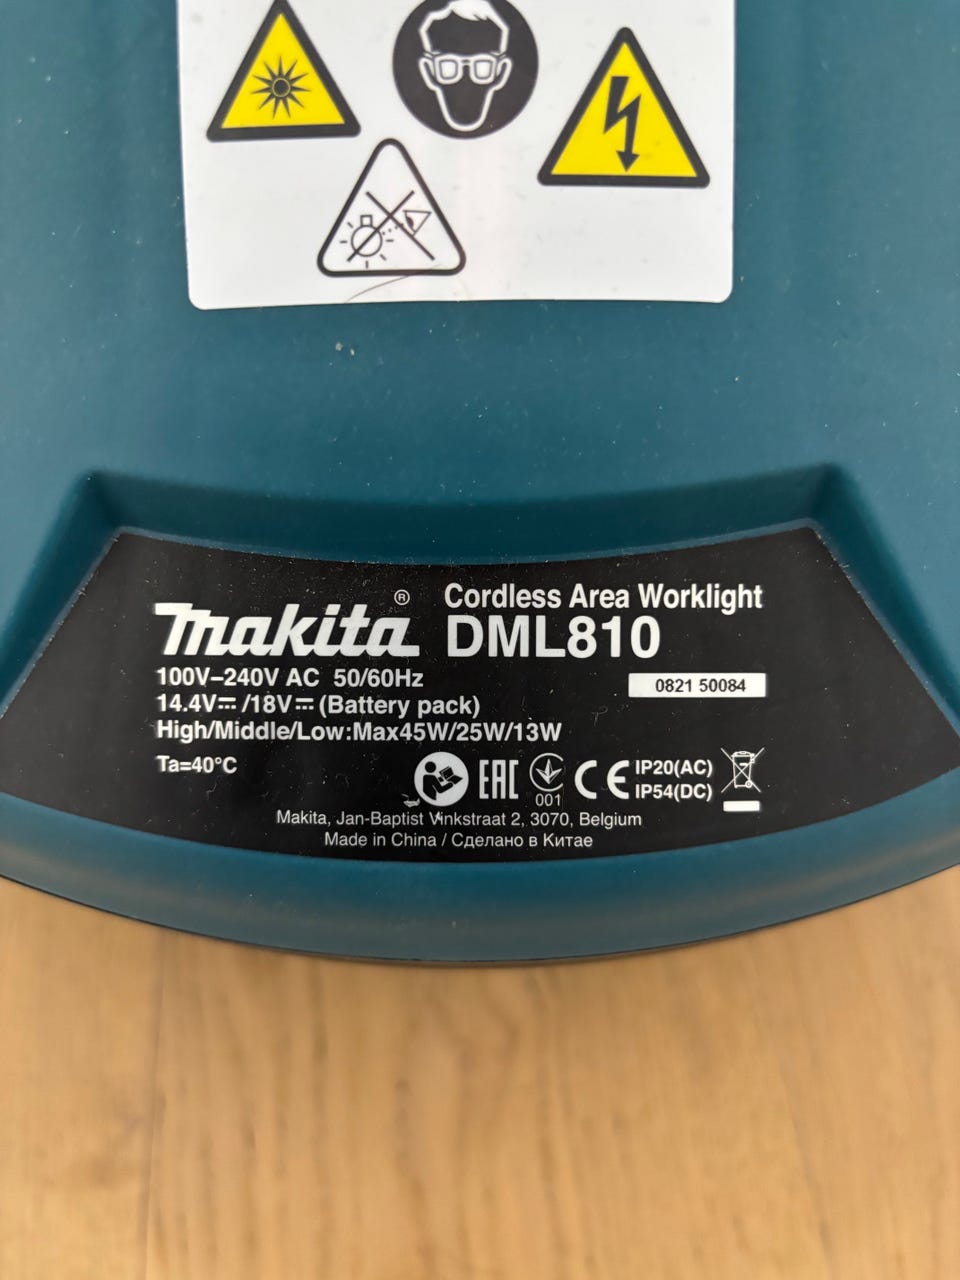 Cordless Area Worklight
makita® DML810
100V–240V AC 50/60Hz
0821 50084
14.4V⎓/18V⎓ (Battery pack)
High/Middle/Low:Max45W/25W/13W
Ta=40°C
EAC 001 CE IP20(AC)
IP54(DC)
Makita, Jan-Baptist Vinkstraat 2, 3070, Belgium
Made in China / Сделано в Китае